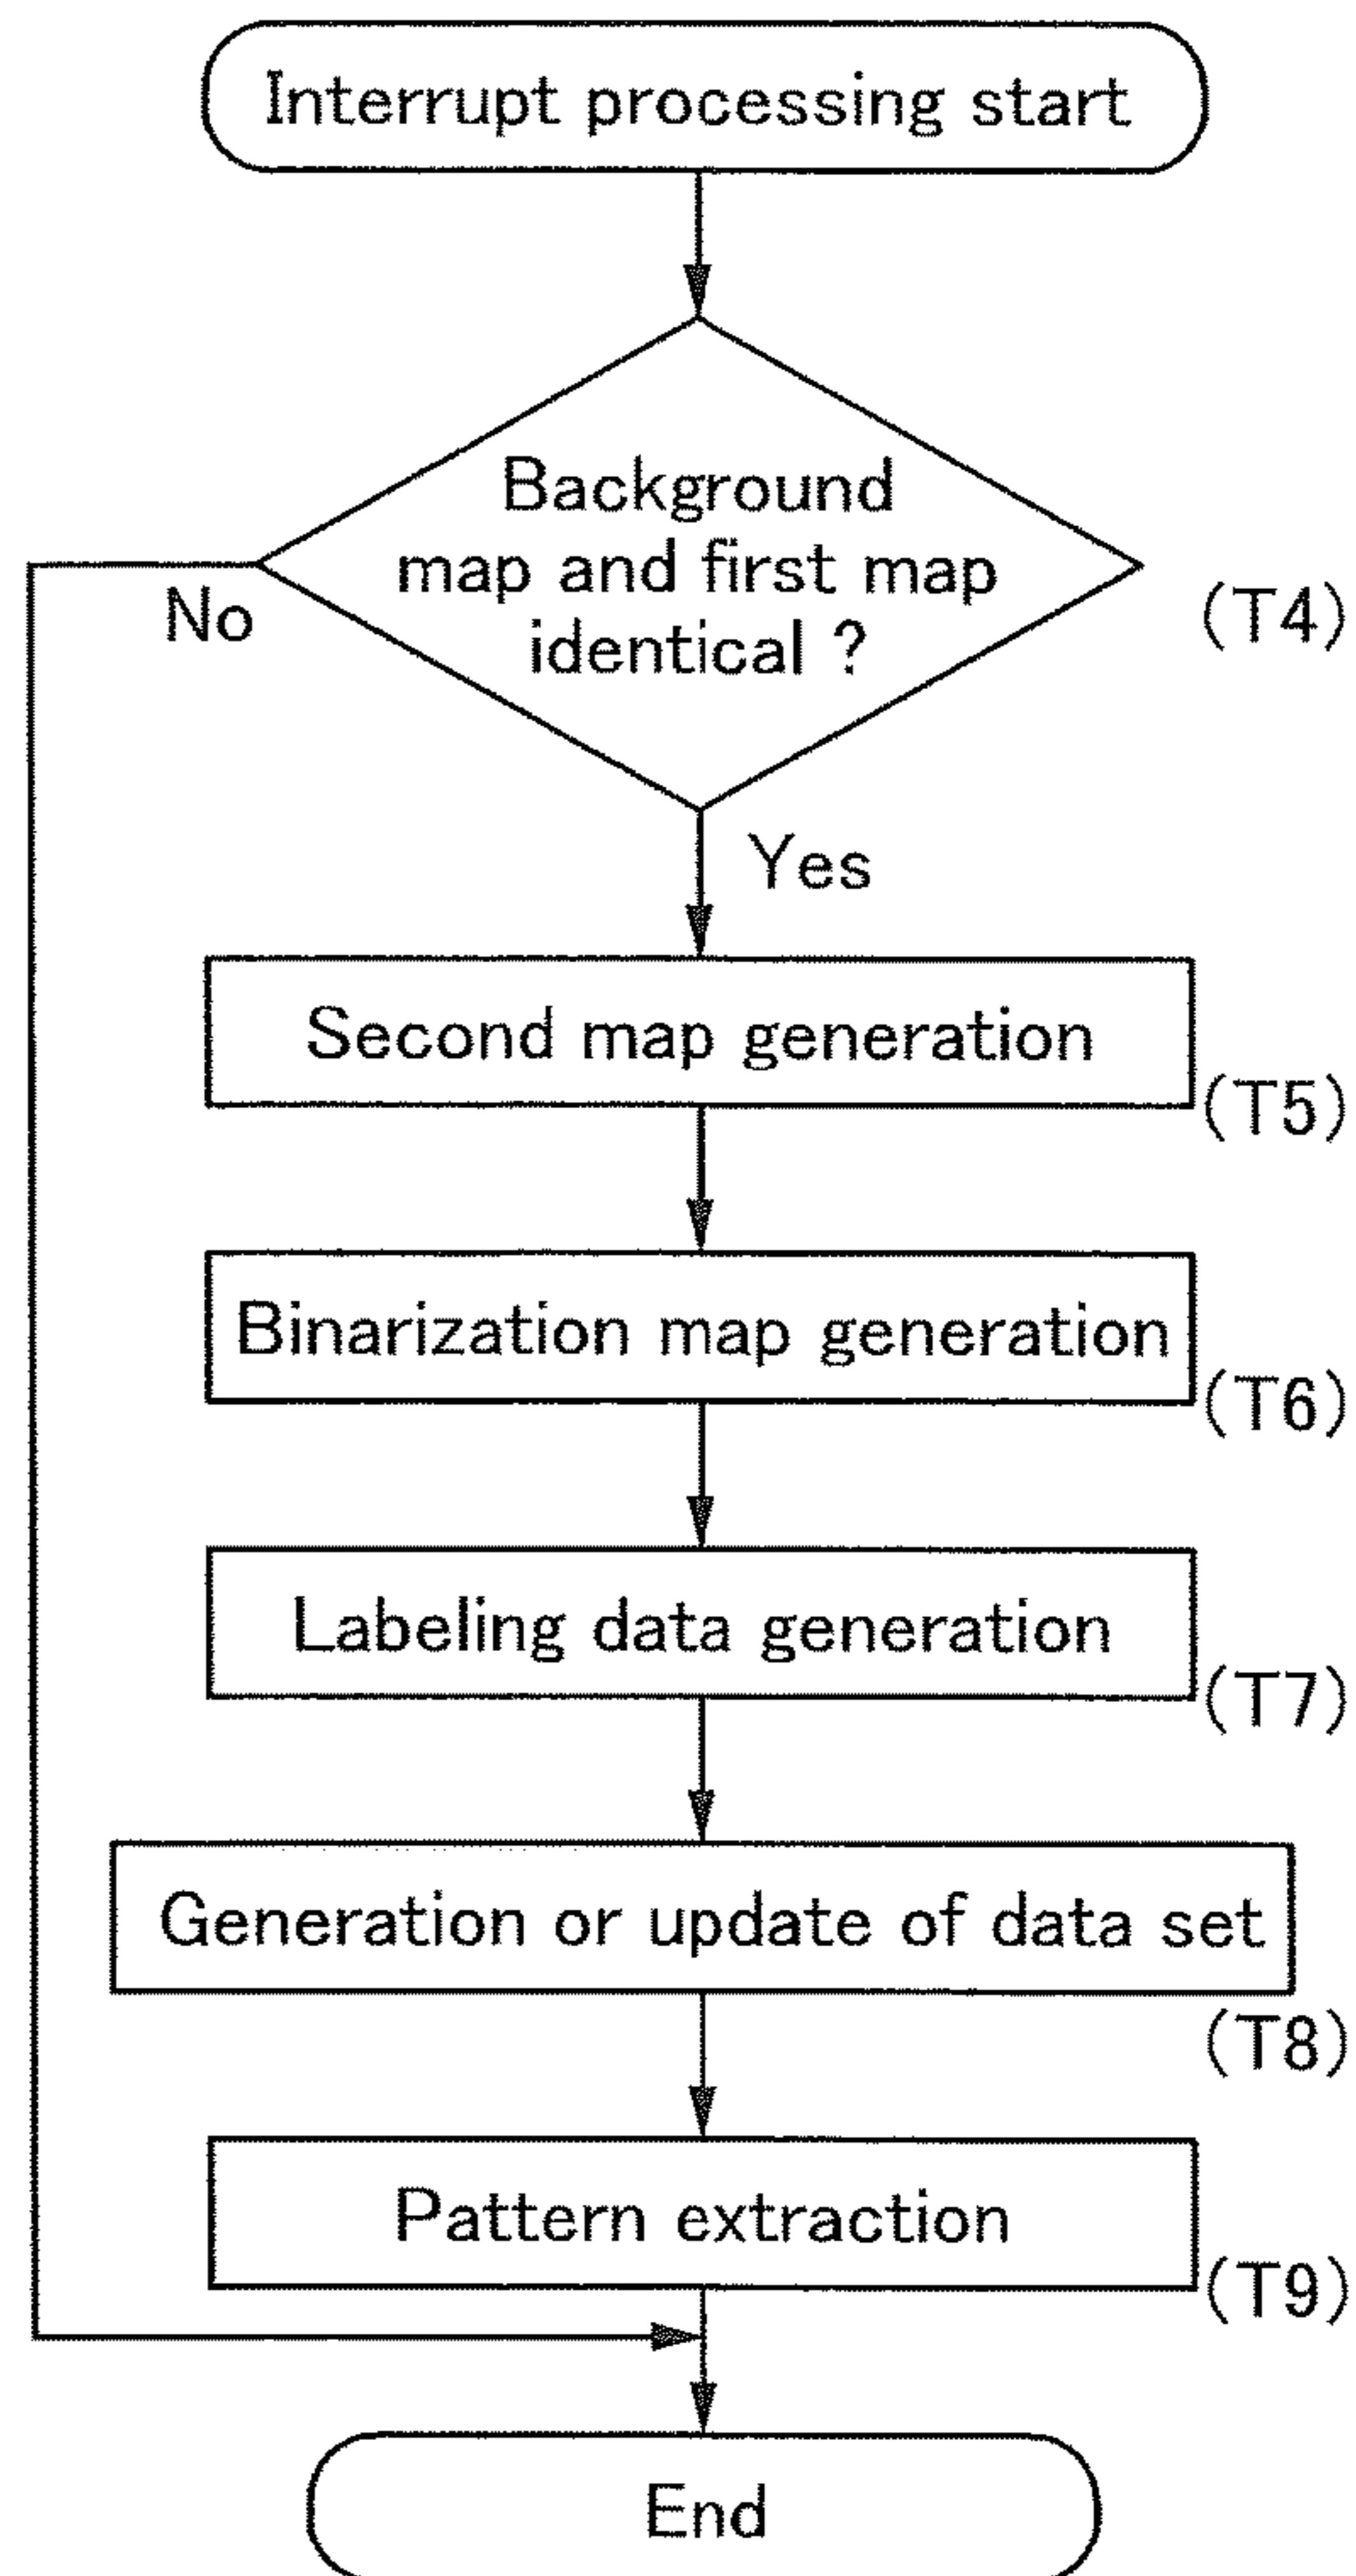 Interrupt processing start
Background
map and first map
identical ?
(T4)
No
Yes
Second map generation
(T5)
Binarization map generation
(T6)
Labeling data generation
(T7)
Generation or update of data set
(T8)
Pattern extraction
(T9)
End